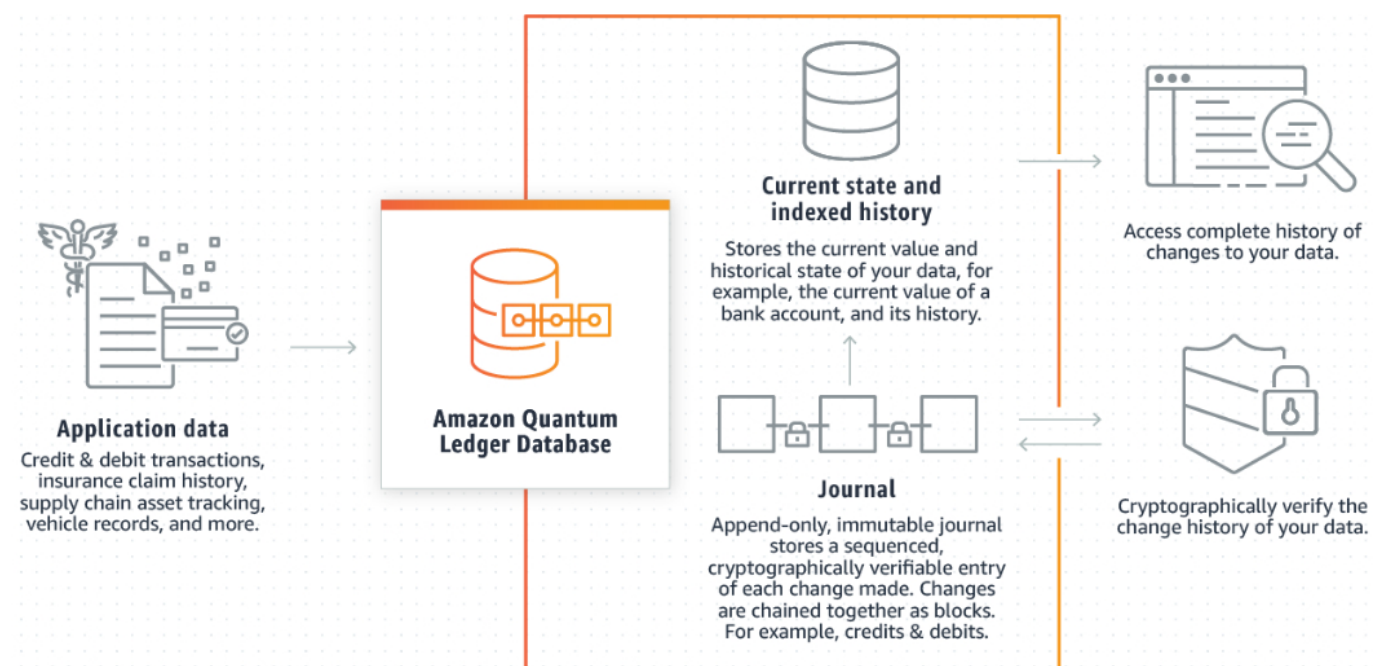 Application data
Credit & debit transactions,
insurance claim history,
supply chain asset tracking,
vehicle records, and more.
Amazon Quantum
Ledger Database
Current state and
indexed history
Stores the current value and
historical state of your data, for
example, the current value of a
bank account, and its history.
Journal
Append-only, immutable journal
stores a sequenced,
cryptographically verifiable entry
of each change made. Changes
are chained together as blocks.
For example, credits & debits.
Access complete history of
changes to your data.
Cryptographically verify the
change history of your data.